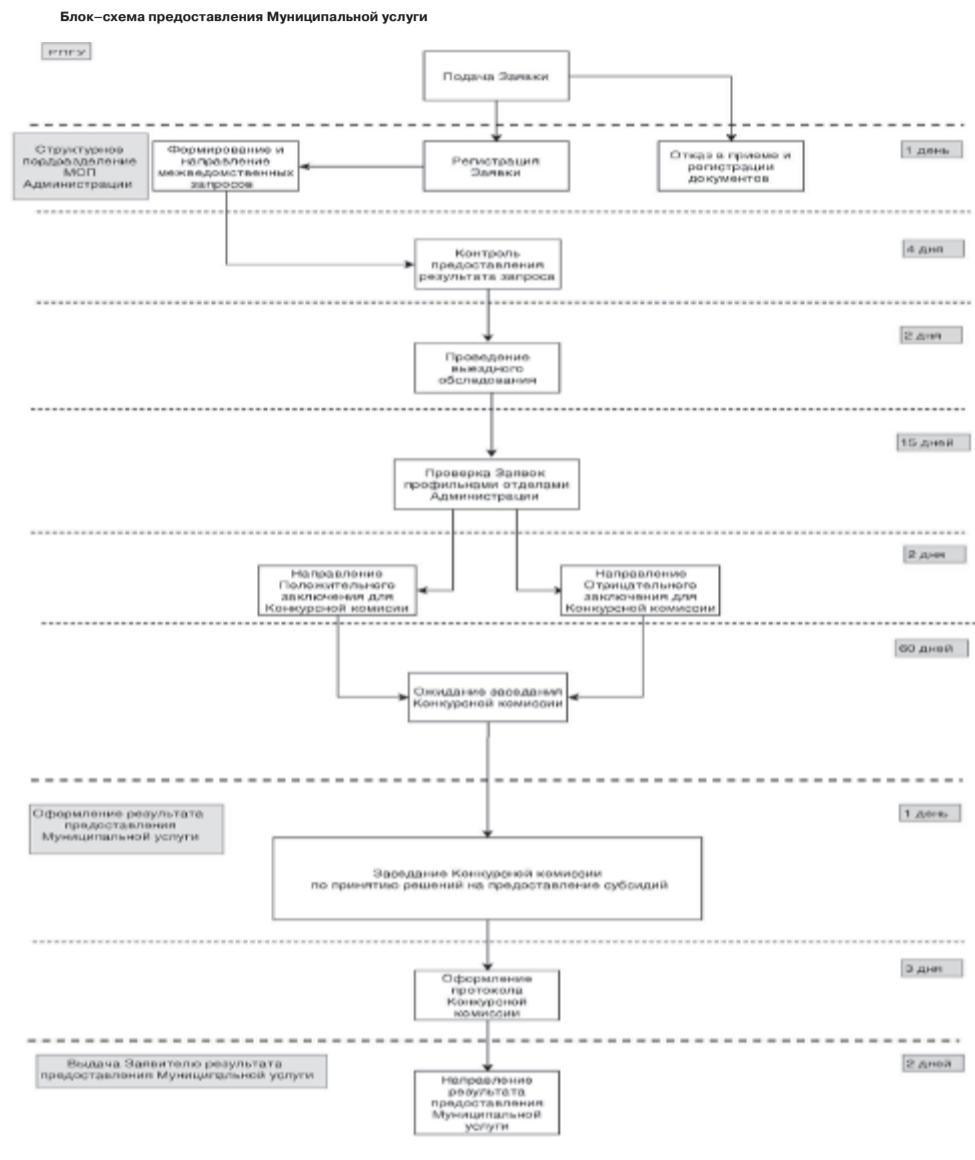 Блок–схема предоставления Муниципальной услуги
РПГУ
Подача Заявки
Структурное
пордразделение
МОП
Администрации
Формирование и
направление
межведомственных
запросов
Регистрация
Заявки
Отказ в приеме и
регистрации
документов
1 день
Контроль
предоставления
результата запроса
4 дня
Проведение
выездного
обследования
2 дня
15 дней
Проверка Заявок
профильнами отделами
Администрации
2 дня
Направление
Положительного
заключения для
Конкурсной комисии
Направление
Отрицательного
заключения для
Конкурсной комиссии
60 дней
Ожидание заседания
Конкурсной комиссии
Оформление результата
предоставления
Муниципальной услуги
1 день
Заседание Конкурсной комиссии
по принятию решений на предоставление субсидий
3 дня
Оформление
протокола
Конкурсной
комиссии
Выдача Заявителю результата
предоставления Муниципальной услуги
2 дней
Направление
результата
предоставления
Муниципальной
услуги